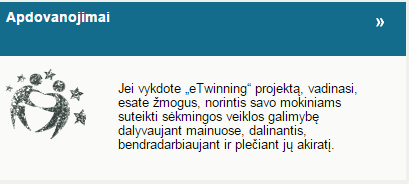 Apdovanojimai »
Jei vykdote „eTwinning“ projektą, vadinasi,
esate žmogus, norintis savo mokiniams
suteikti sėkmingos veiklos galimybę
dalyvaujant mainuose, dalinantis,
bendradarbiaujant ir plečiant jų akiratį.